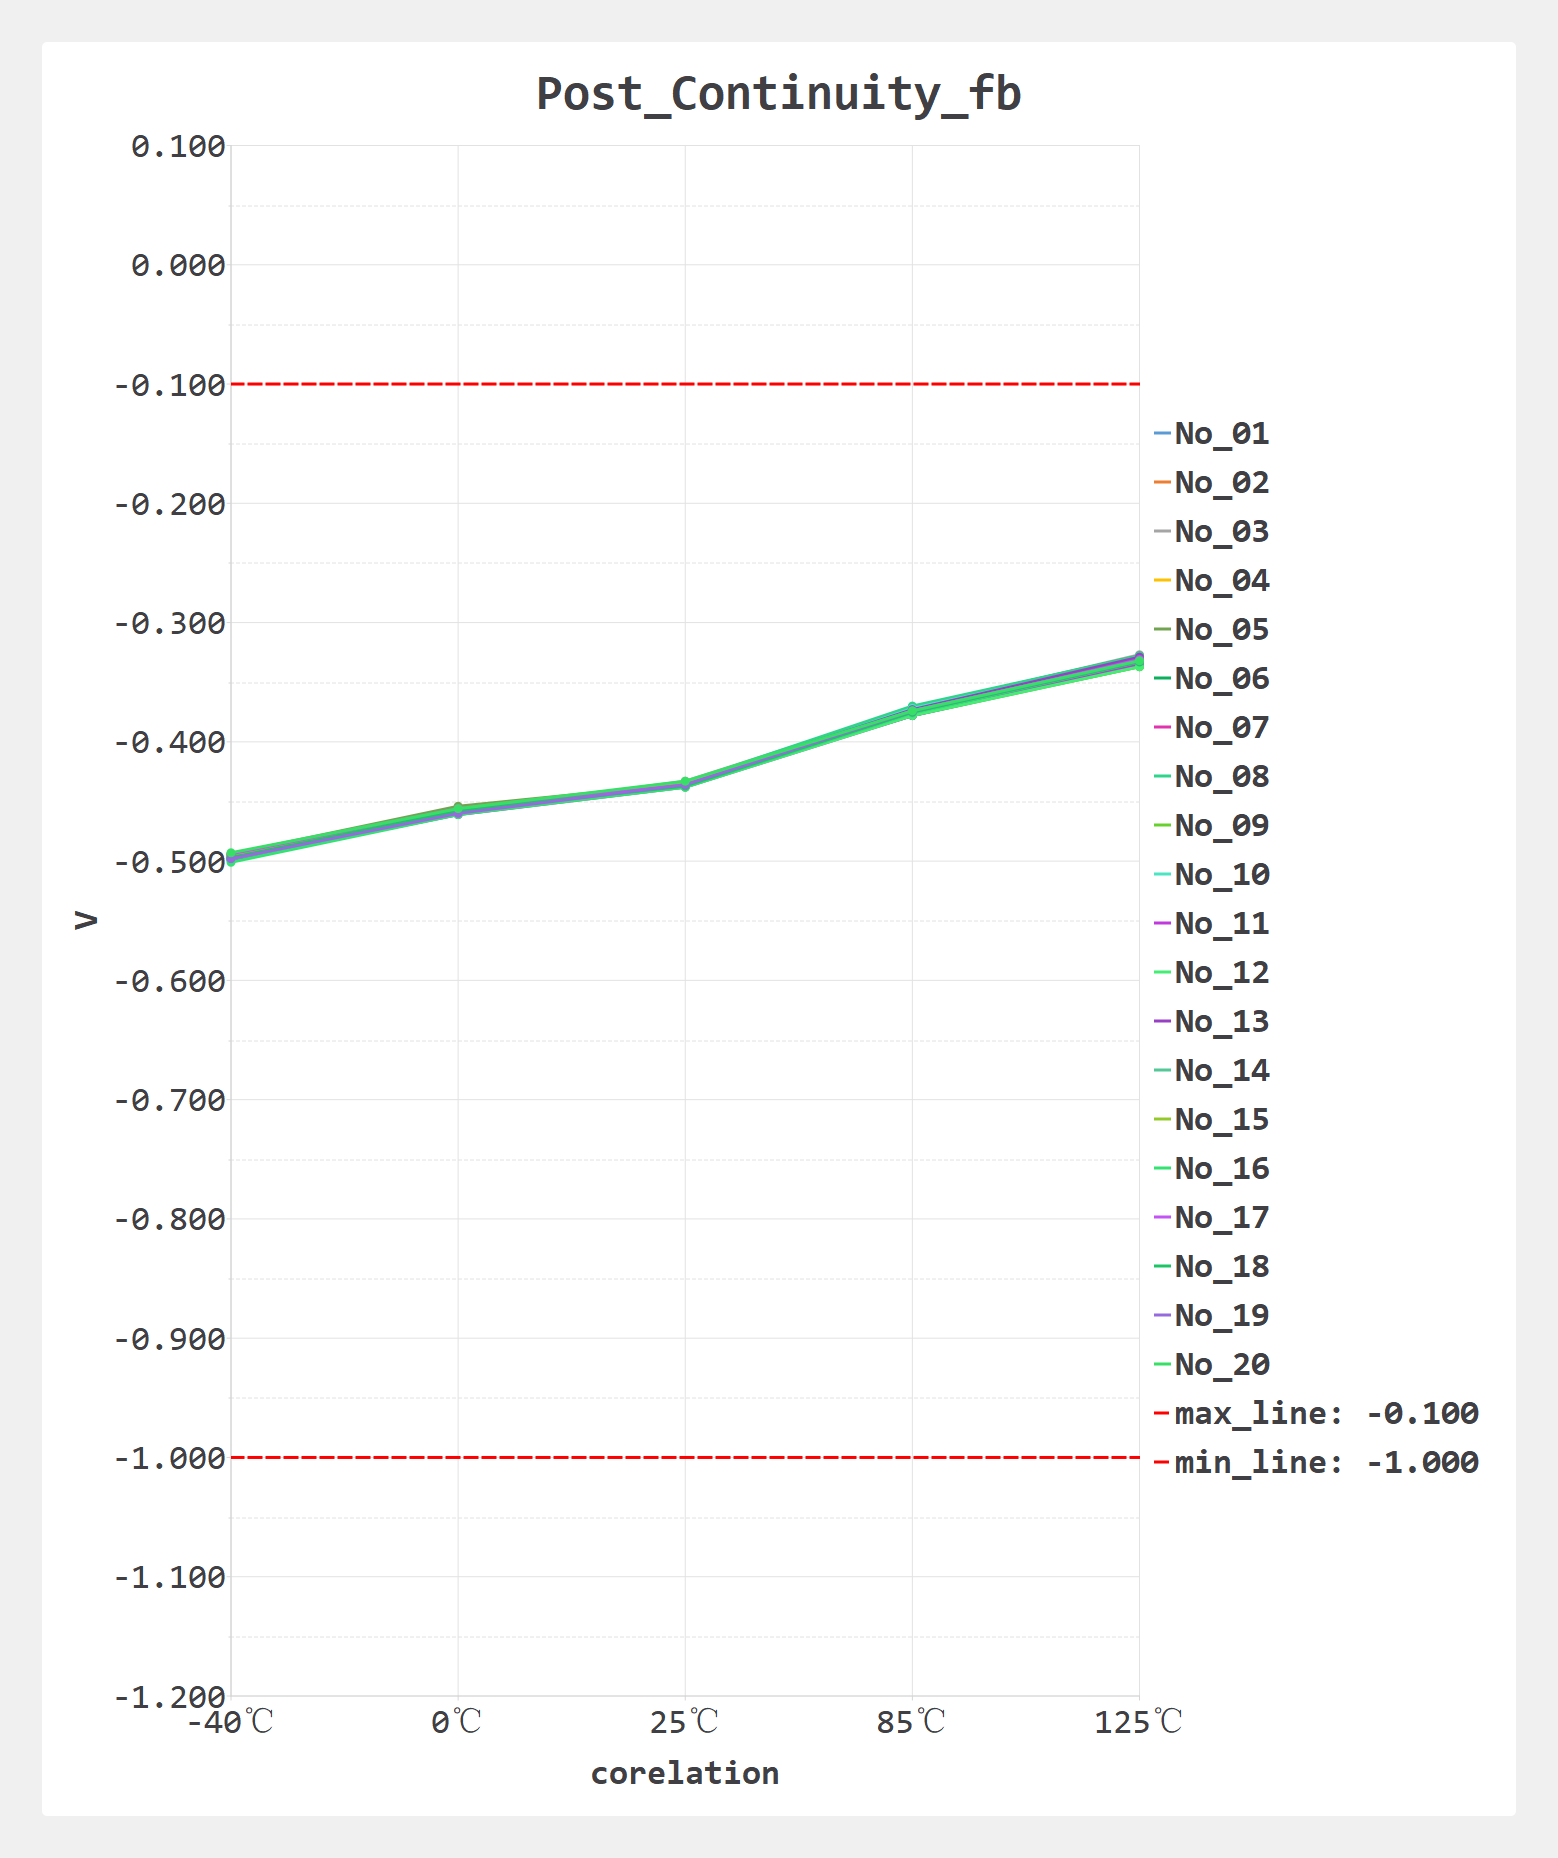 Post_Continuity_fb
0.100
0.000
-0.100
-0.200
-0.300
-0.400
-0.500
-0.600
-0.700
-0.800
-0.900
-1.000
-1.100
-1.200
V
-40℃ 0℃ 25℃ 85℃ 125℃
corelation
No_01
No_02
No_03
No_04
No_05
No_06
No_07
No_08
No_09
No_10
No_11
No_12
No_13
No_14
No_15
No_16
No_17
No_18
No_19
No_20
max_line: -0.100
min_line: -1.000